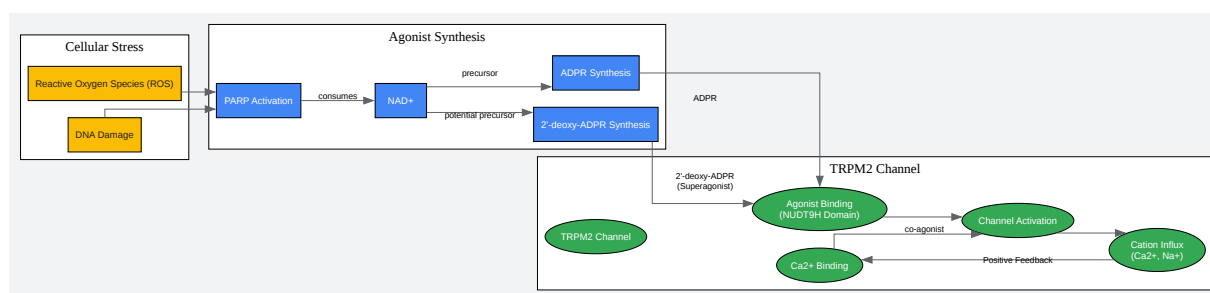 Cellular Stress
Reactive Oxygen Species (ROS)
DNA Damage
Agonist Synthesis
PARP Activation
consumes
NAD+
precursor
potential precursor
ADPR Synthesis
2'-deoxy-ADPR Synthesis
ADPR
2'-deoxy-ADPR
(Superagonist)
TRPM2 Channel
TRPM2 Channel
Agonist Binding
(NUDT9H Domain)
Channel Activation
co-agonist
Ca2+ Binding
Positive Feedback
Cation Influx
(Ca2+, Na+)